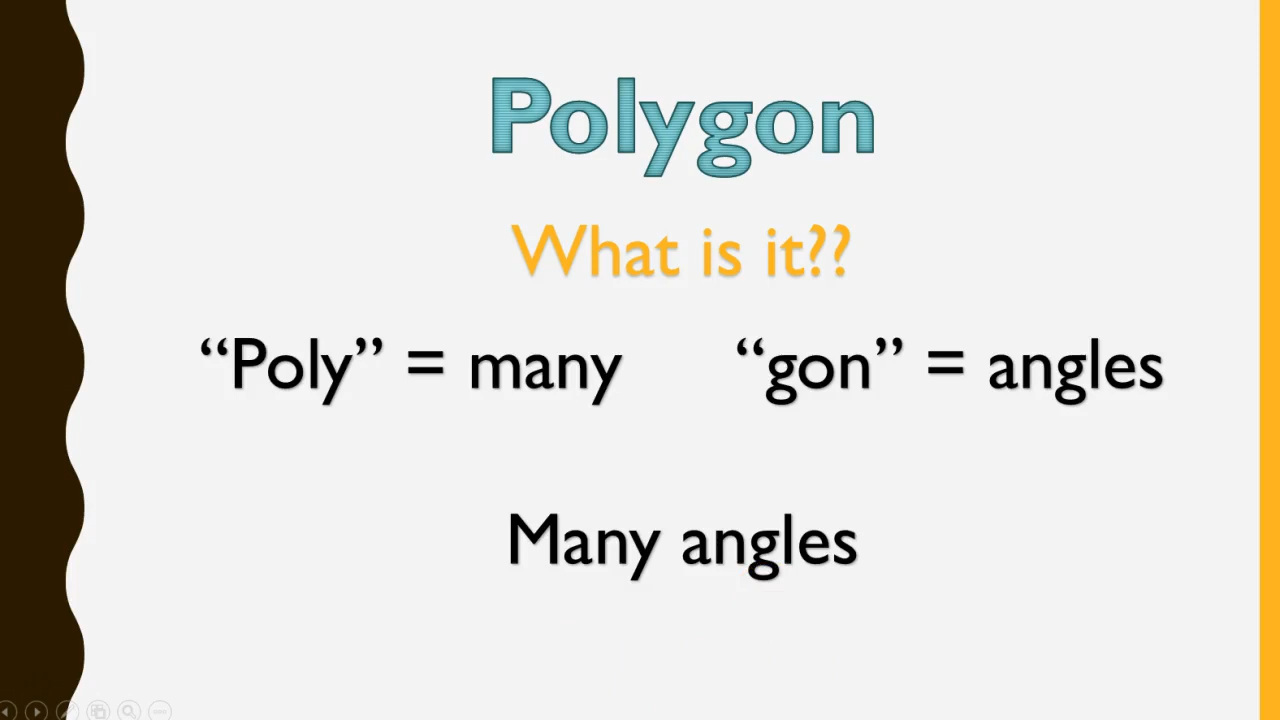 Polygon
What is it??
“Poly” = many “gon” = angles
Many angles